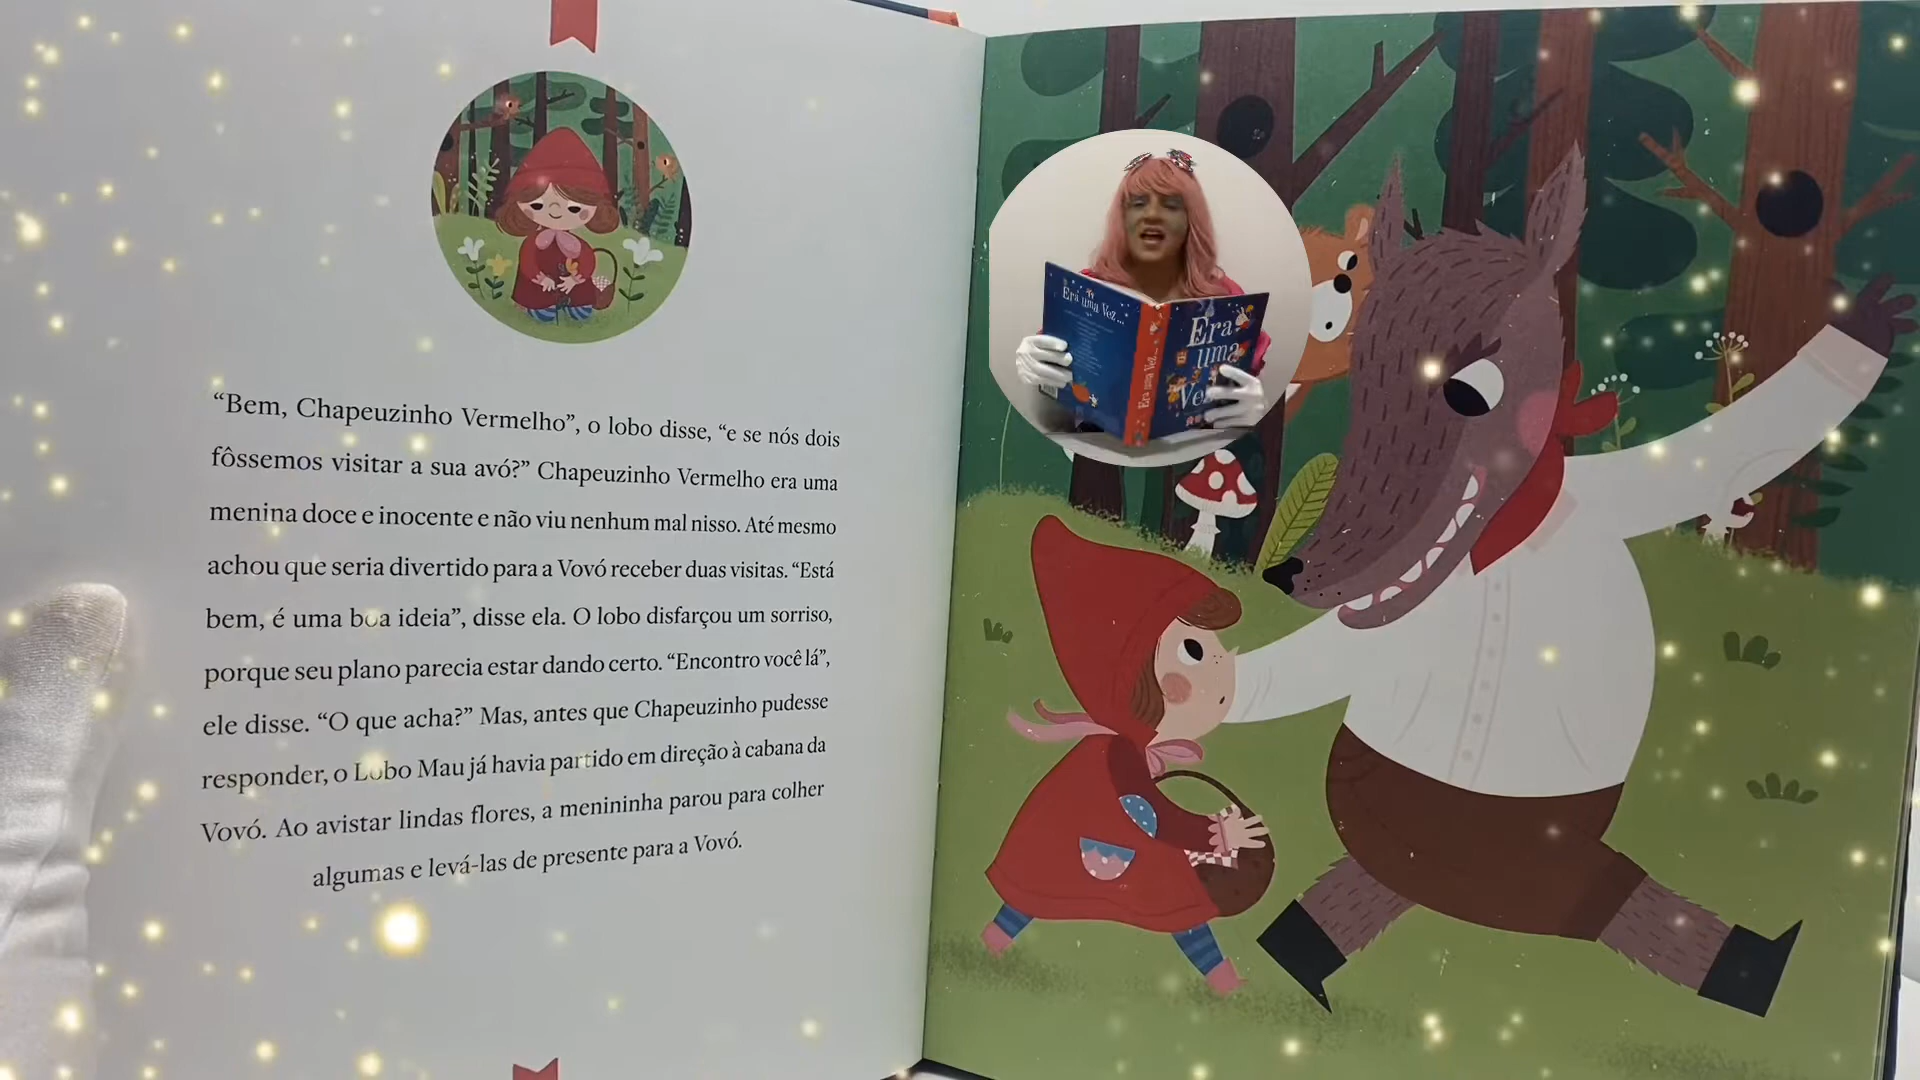 “Bem, Chapeuzinho Vermelho”, o lobo disse, “e se nós dois
fôssemos visitar a sua avó?” Chapeuzinho Vermelho era uma
menina doce e inocente e não viu nenhum mal nisso. Até mesmo
achou que seria divertido para a Vovó receber duas visitas. “Está
bem, é uma boa ideia”, disse ela. O lobo disfarçou um sorriso,
porque seu plano parecia estar dando certo. “Encontro você lá”,
ele disse. “O que acha?” Mas, antes que Chapeuzinho pudesse
responder, o Lobo Mau já havia partido em direção à cabana da
Vovó. Ao avistar lindas flores, a menininha parou para colher
algumas e levá-las de presente para a Vovó.
Era uma Vez...
Era uma Vez...
Era
uma
Vez